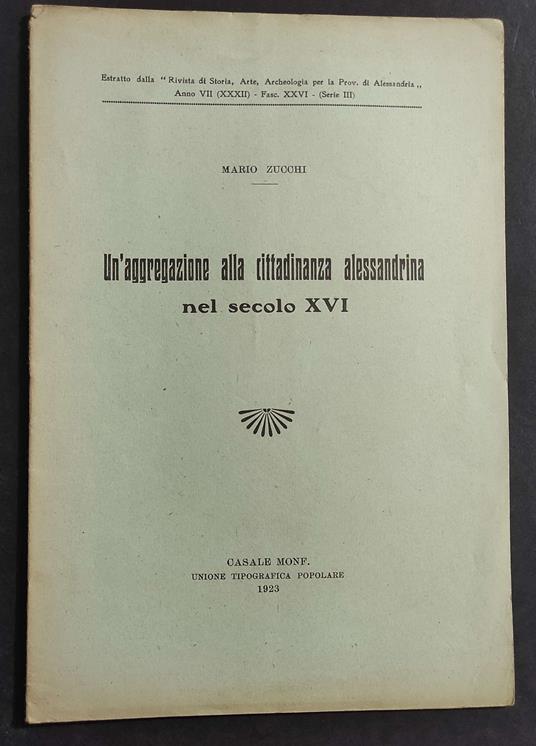 Estratto dalla “ Rivista di Storia, Arte, Archeologia per la Prov. di Alessandria „
Anno VII (XXXII) - Fasc. XXVI - (Serie III)
MARIO ZUCCHI
Un'aggregazione alla cittadinanza alessandrina
nel secolo XVI
CASALE MONF.
UNIONE TIPOGRAFICA POPOLARE
1923